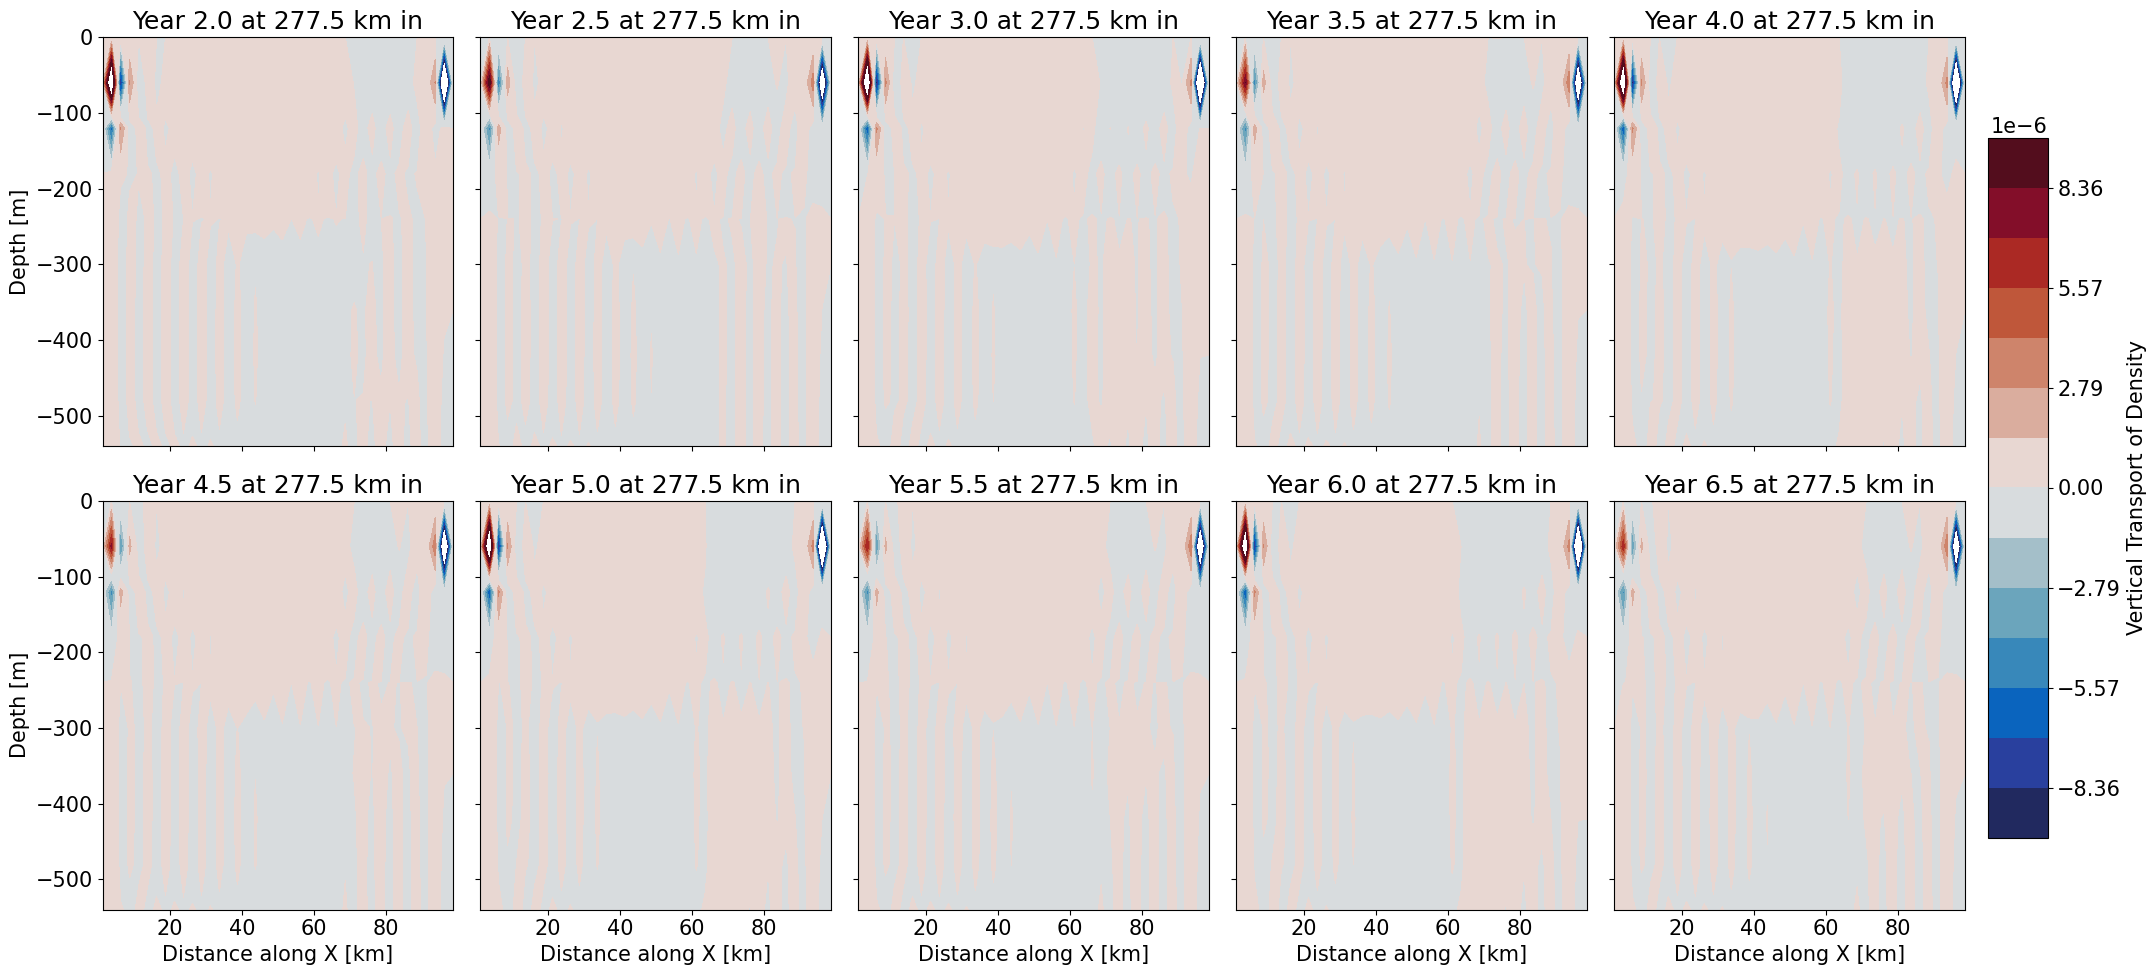 Year 2.0 at 277.5 km in
Year 2.5 at 277.5 km in
Year 3.0 at 277.5 km in
Year 3.5 at 277.5 km in
Year 4.0 at 277.5 km in
0
−100
−200
−300
−400
−500
Depth [m]
20 40 60 80
20 40 60 80
20 40 60 80
20 40 60 80
20 40 60 80
Year 4.5 at 277.5 km in
Year 5.0 at 277.5 km in
Year 5.5 at 277.5 km in
Year 6.0 at 277.5 km in
Year 6.5 at 277.5 km in
0
−100
−200
−300
−400
−500
Depth [m]
Distance along X [km]
Distance along X [km]
Distance along X [km]
Distance along X [km]
Distance along X [km]
1e−6
8.36
5.57
2.79
0.00
−2.79
−5.57
−8.36
Vertical Transport of Density